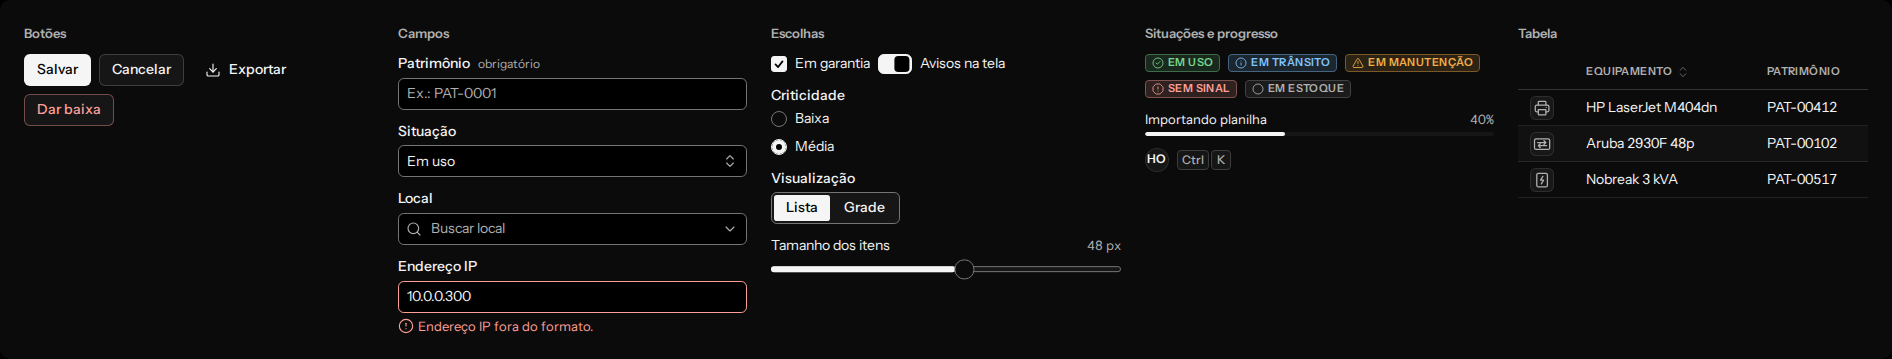 Botões
Salvar
Cancelar
Exportar
Dar baixa
Campos
Patrimônio obrigatório
Ex.: PAT-0001
Situação
Em uso
Local
Buscar local
Endereço IP
10.0.0.300
Endereço IP fora do formato.
Escolhas
Em garantia
Avisos na tela
Criticidade
Baixa
Média
Visualização
Lista
Grade
Tamanho dos itens
48 px
Situações e progresso
EM USO
EM TRÂNSITO
EM MANUTENÇÃO
SEM SINAL
EM ESTOQUE
Importando planilha
40%
HO
Ctrl
K
Tabela
EQUIPAMENTO
PATRIMÔNIO
HP LaserJet M404dn
PAT-00412
Aruba 2930F 48p
PAT-00102
Nobreak 3 kVA
PAT-00517